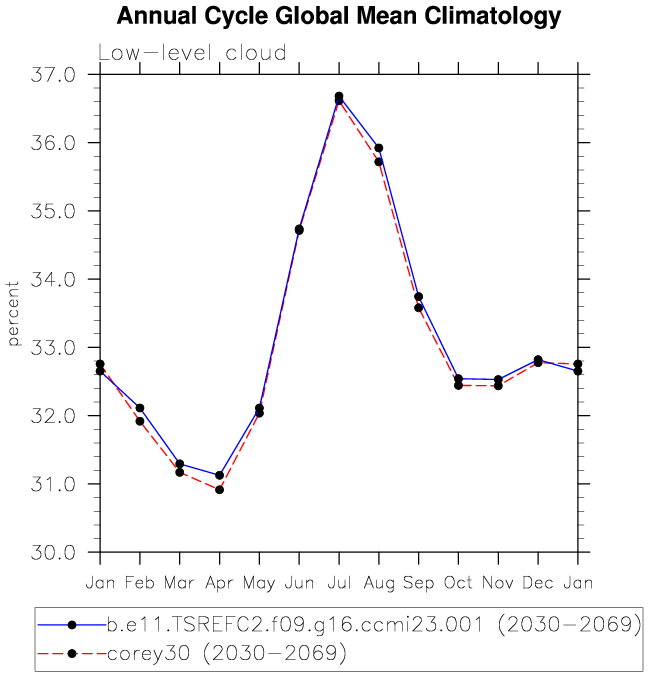 Annual Cycle Global Mean Climatology
Low-level cloud
37.0
36.0
35.0
34.0
33.0
32.0
31.0
30.0
percent
Jan Feb Mar Apr May Jun Jul Aug Sep Oct Nov Dec Jan
b.e11.TSREFC2.f09.g16.ccmi23.001 (2030-2069)
corey30 (2030-2069)